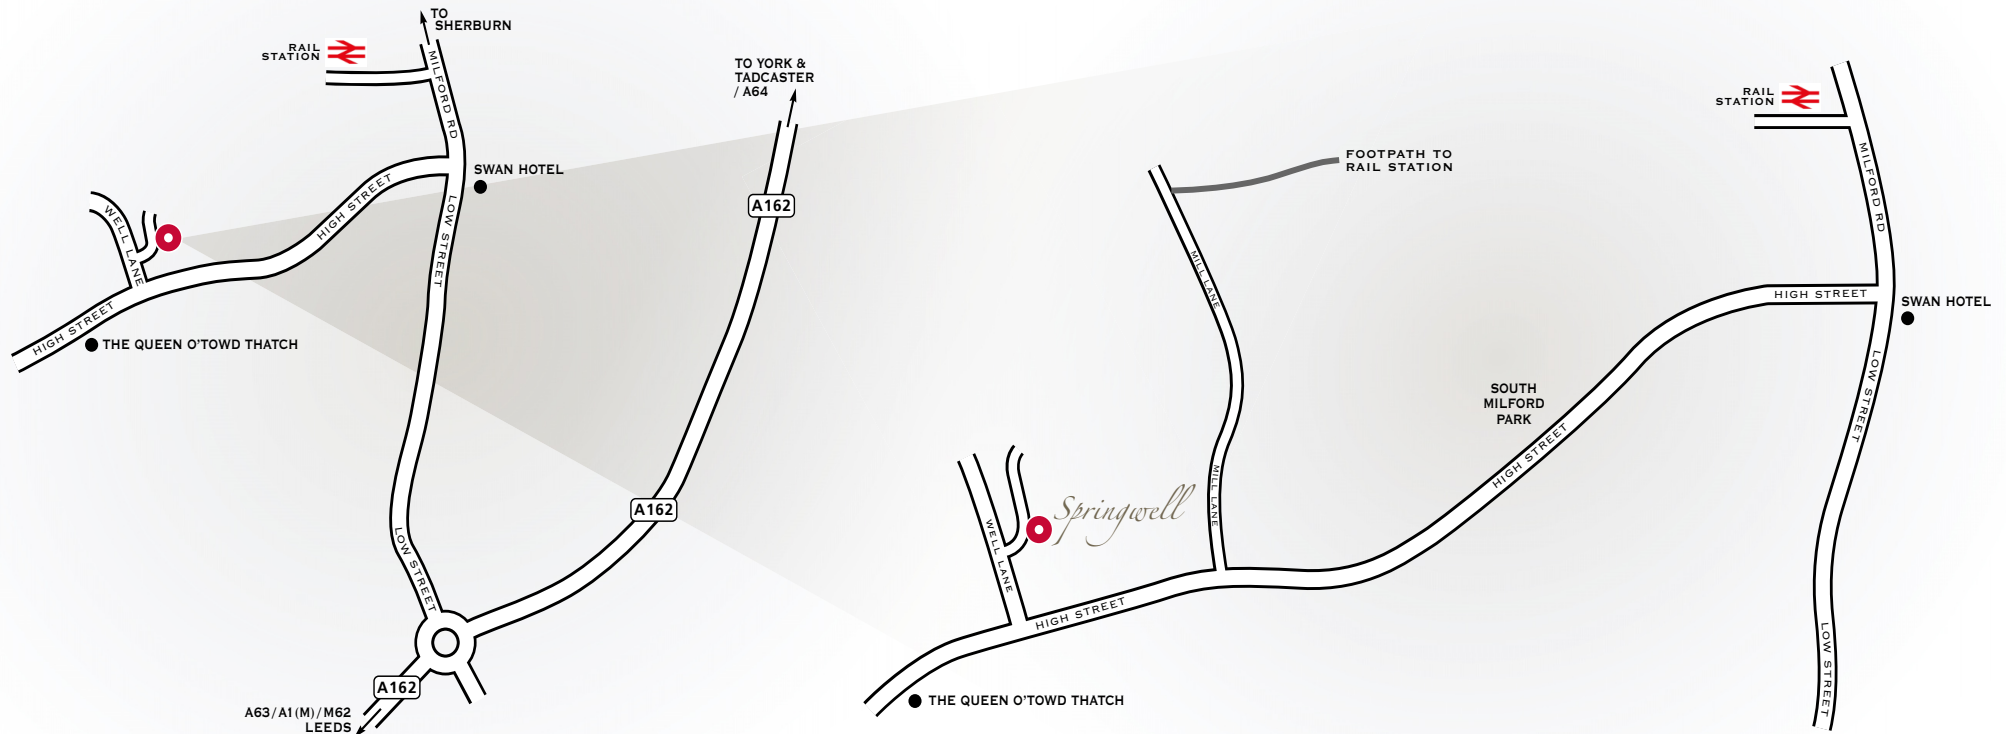 TO
SHERBURN
RAIL
STATION
MILFORD RD
TO YORK &
TADCASTER
/ A64
SWAN HOTEL
A162
HIGH STREET
LOW STREET
WELL LANE
HIGH STREET
THE QUEEN O'TOWD THATCH
A162
LOW STREET
A162
A63/A1(M)/M62
LEEDS
RAIL
STATION
MILFORD RD
FOOTPATH TO
RAIL STATION
MILL LANE
HIGH STREET
SWAN HOTEL
LOW STREET
SOUTH
MILFORD
PARK
HIGH STREET
MILL LANE
Springwell
WELL LANE
HIGH STREET
LOW STREET
THE QUEEN O'TOWD THATCH